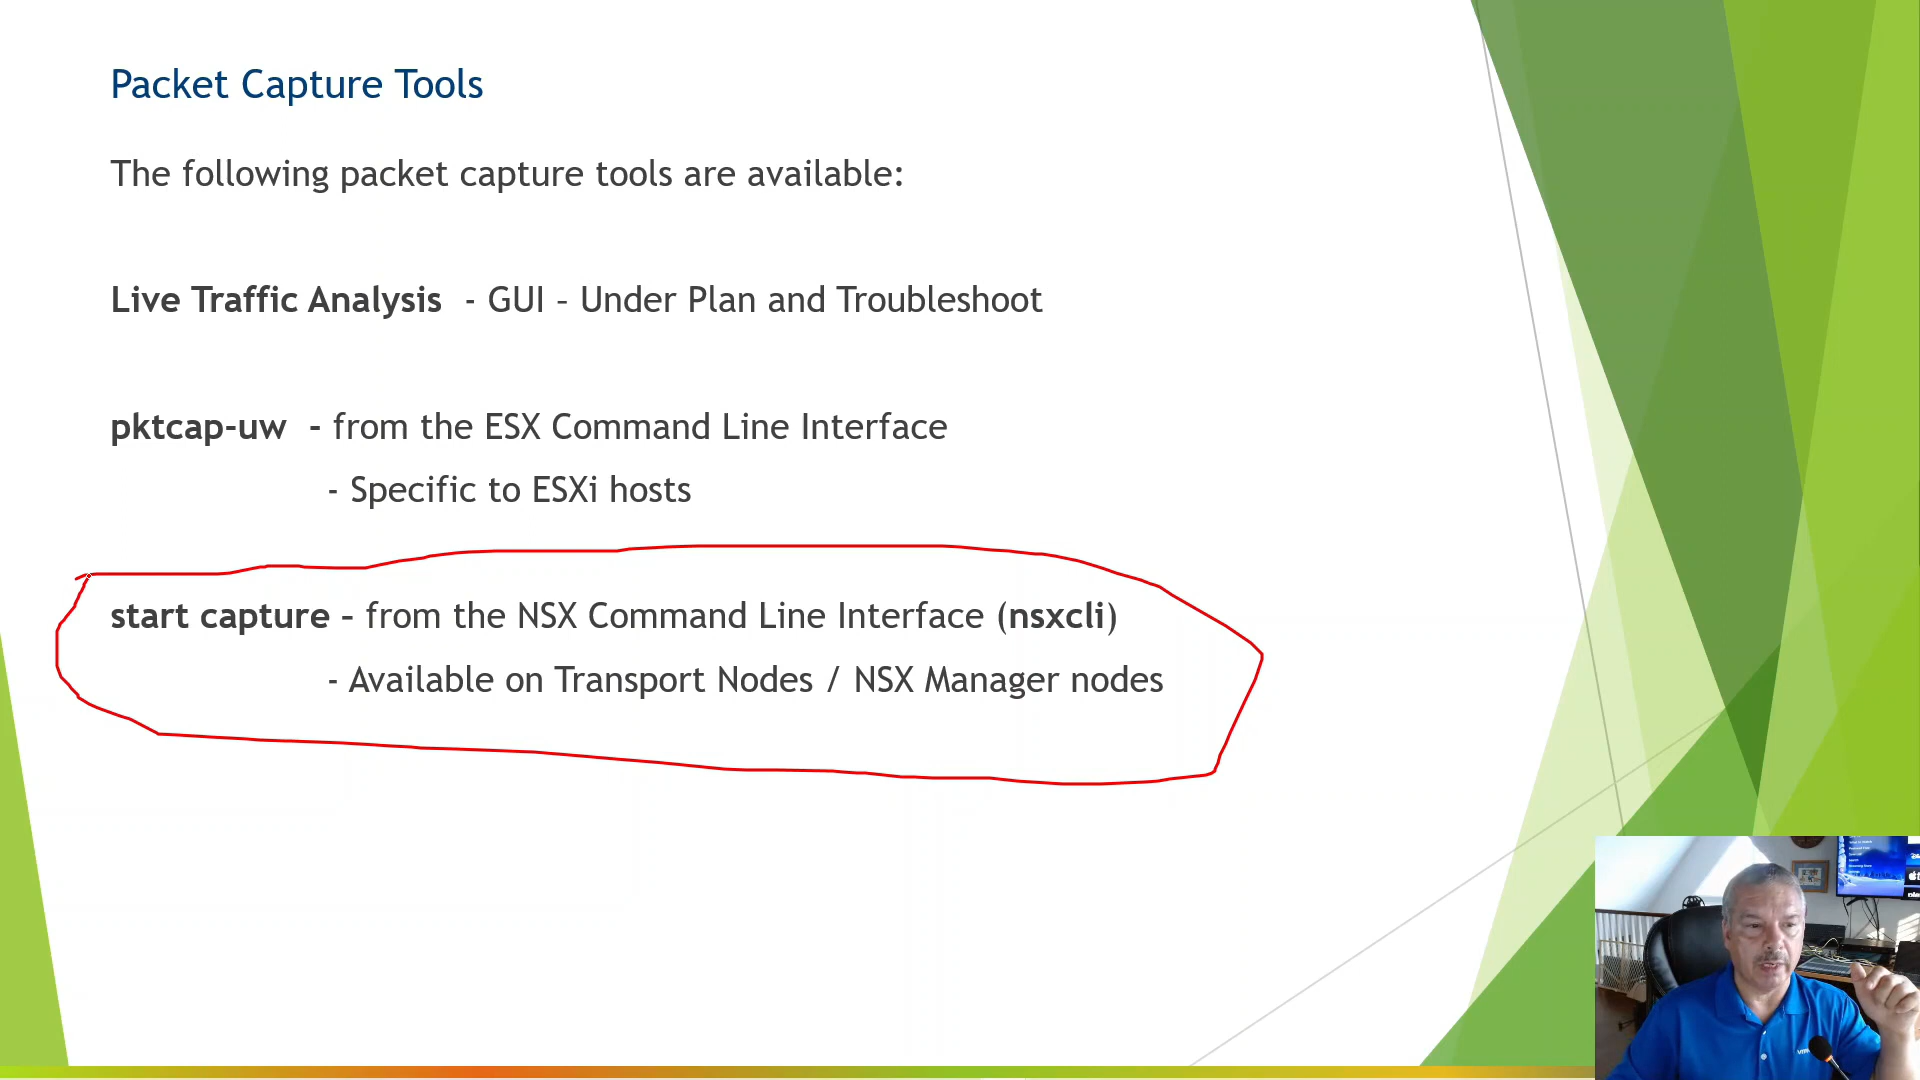 Packet Capture Tools
The following packet capture tools are available:
Live Traffic Analysis - GUI – Under Plan and Troubleshoot
pktcap-uw - from the ESX Command Line Interface
- Specific to ESXi hosts
start capture – from the NSX Command Line Interface (nsxcli)
- Available on Transport Nodes / NSX Manager nodes